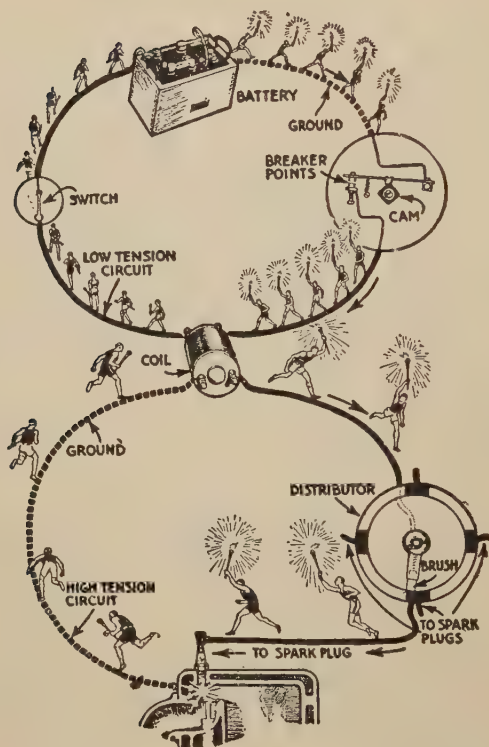 BATTERY
GROUND
BREAKER
POINTS
CAM
SWITCH
LOW TENSION
CIRCUIT
COIL
GROUND
DISTRIBUTOR
BRUSH
HIGH TENSION
CIRCUIT
TO SPARK
PLUGS
TO SPARK PLUG